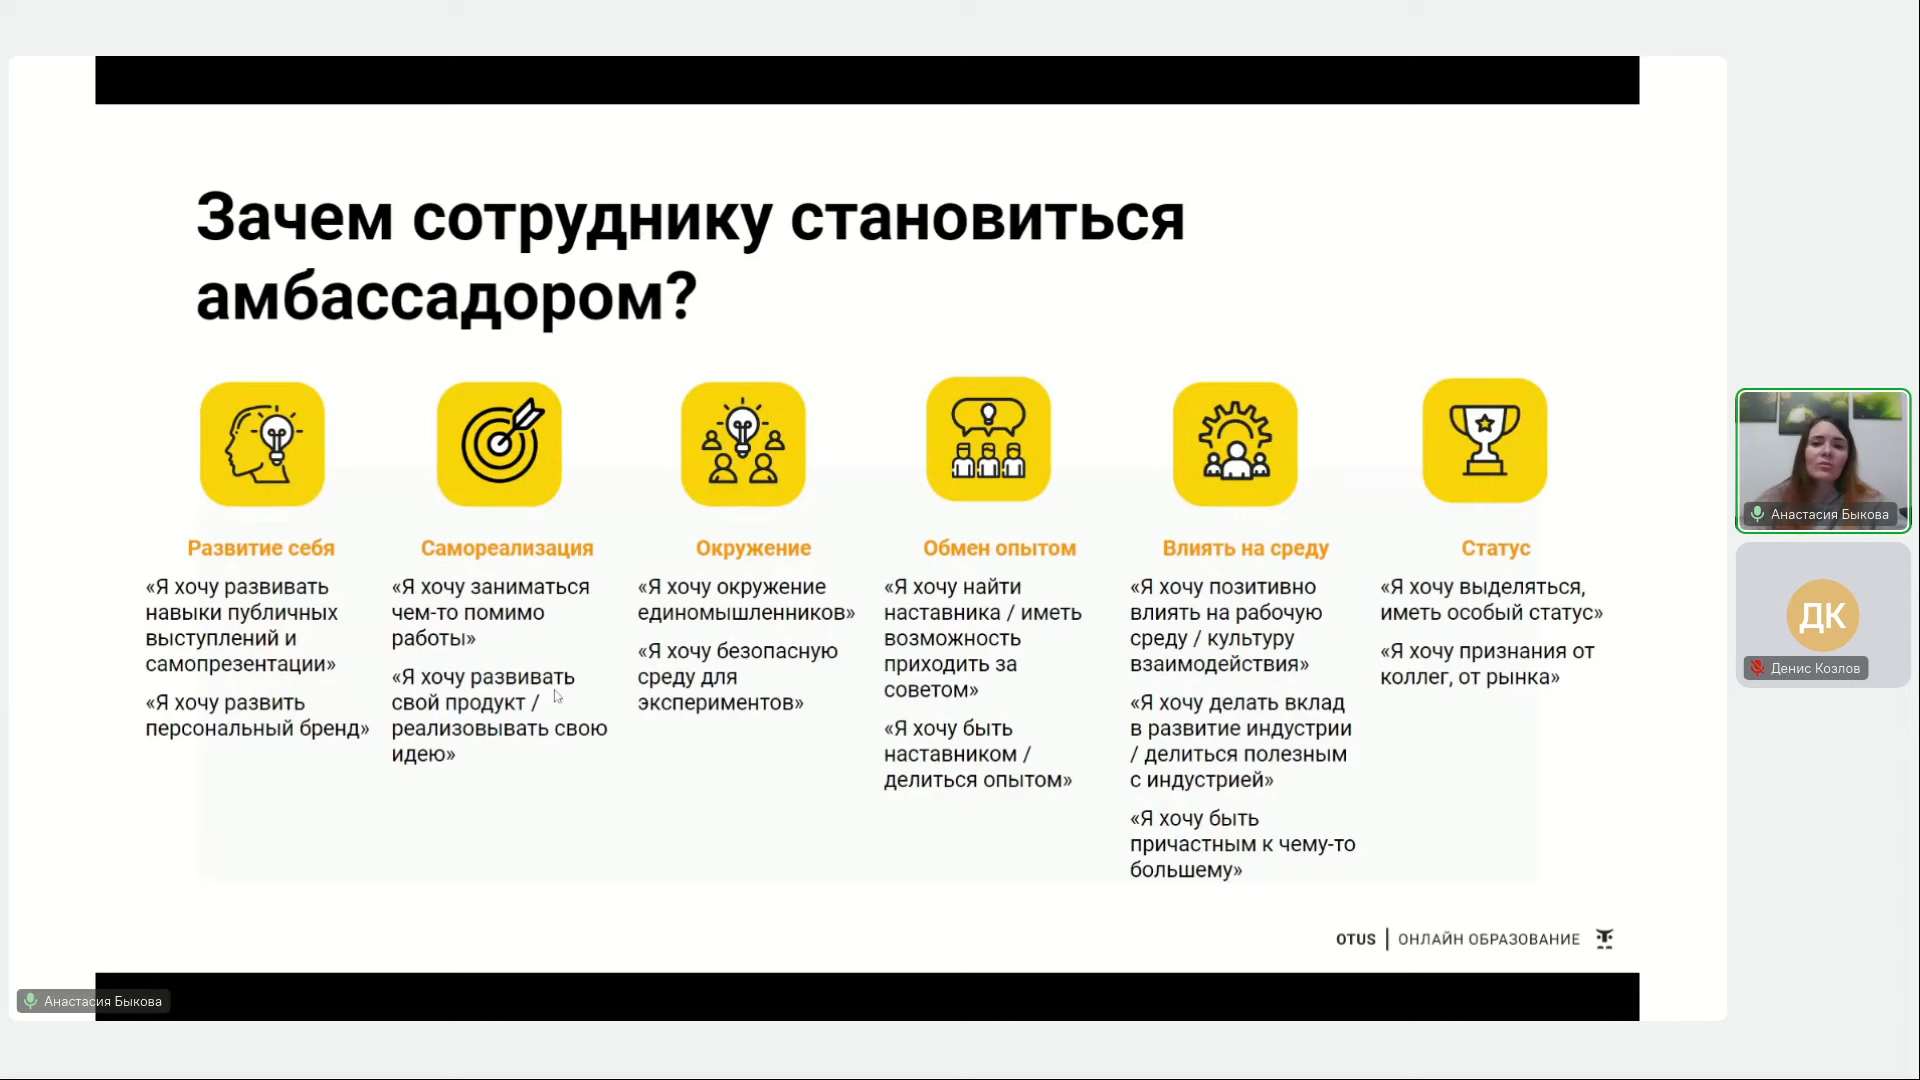 Зачем сотруднику становиться
амбассадором?
Развитие себя
«Я хочу развивать
навыки публичных
выступлений и
самопрезентации»
«Я хочу развить
персональный бренд»
Самореализация
«Я хочу заниматься
чем-то помимо
работы»
«Я хочу развивать
свой продукт /
реализовывать свою
идею»
Окружение
«Я хочу окружение
единомышленников»
«Я хочу безопасную
среду для
экспериментов»
Обмен опытом
«Я хочу найти
наставника / иметь
возможность
приходить за
советом»
«Я хочу быть
наставником /
делиться опытом»
Влиять на среду
«Я хочу позитивно
влиять на рабочую
среду / культуру
взаимодействия»
«Я хочу делать вклад
в развитие индустрии
/ делиться полезным
с индустрией»
«Я хочу быть
причастным к чему-то
большему»
Статус
«Я хочу выделяться,
иметь особый статус»
«Я хочу признания от
коллег, от рынка»
OTUS | ОНЛАЙН ОБРАЗОВАНИЕ
Анастасия Быкова
Анастасия Быкова
ДК
Денис Козлов